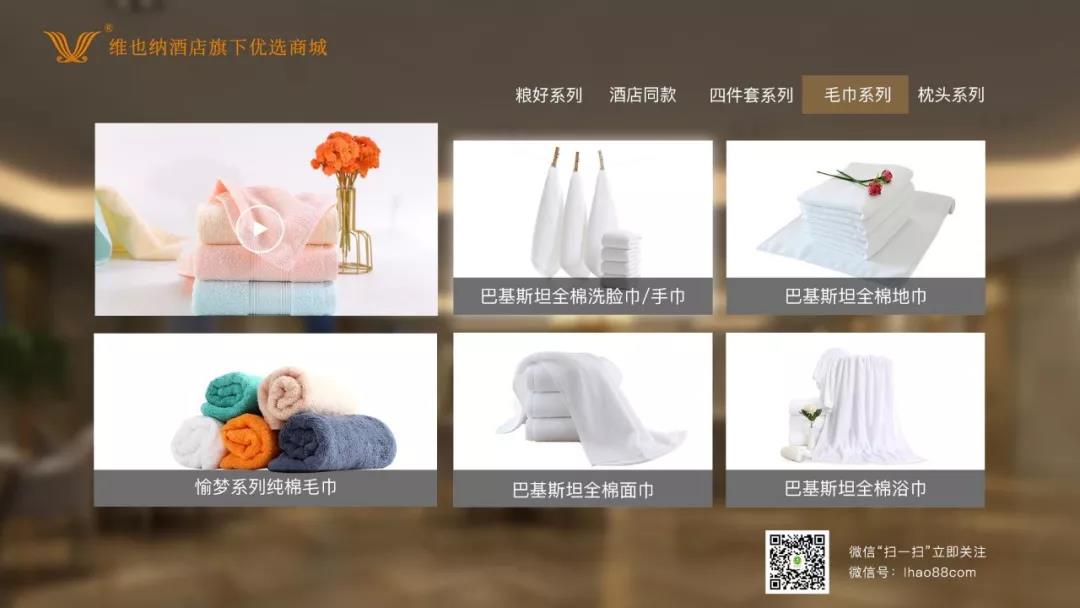 ®
维也纳酒店旗下优选商城
粮好系列 酒店同款 四件套系列 毛巾系列 枕头系列
巴基斯坦全棉洗脸巾/手巾
巴基斯坦全棉地巾
愉梦系列纯棉毛巾
巴基斯坦全棉面巾
巴基斯坦全棉浴巾
微信“扫一扫”立即关注
微信号：lhao88com